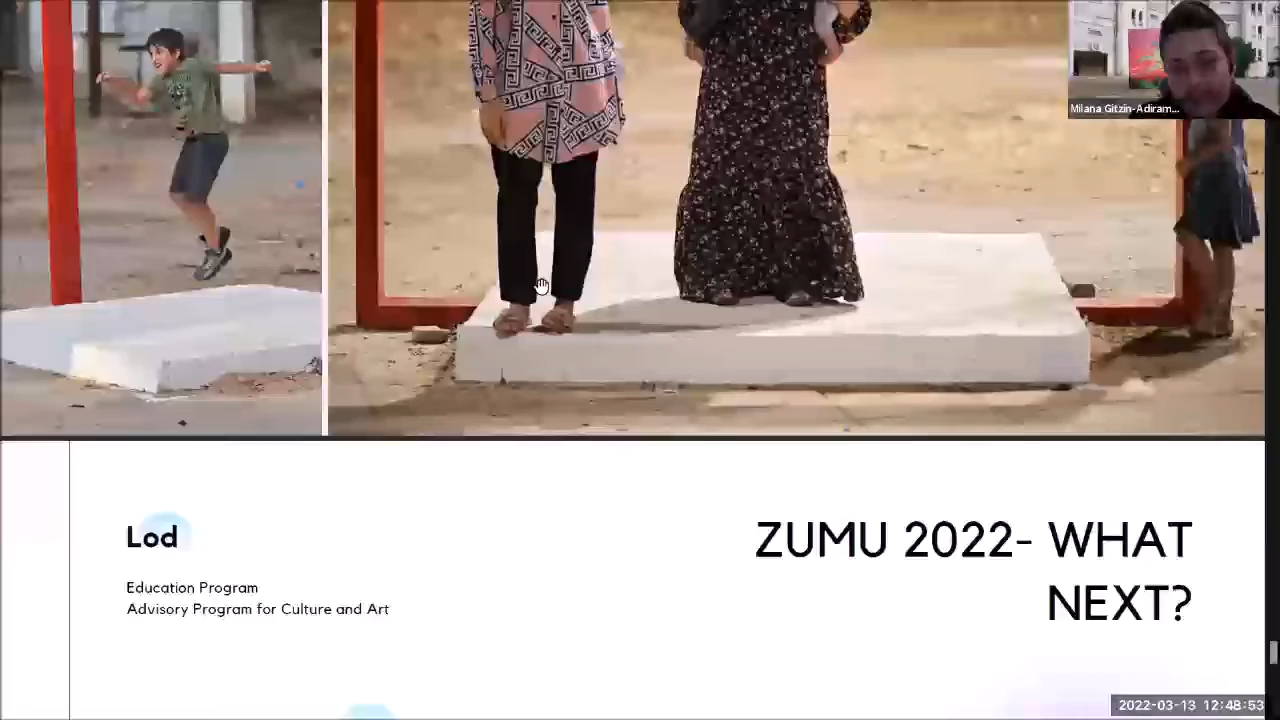 Milana Gitzin-Adiram...
Lod
Education Program
Advisory Program for Culture and Art
ZUMU 2022- WHAT
NEXT?
2022-03-13 12:48:53